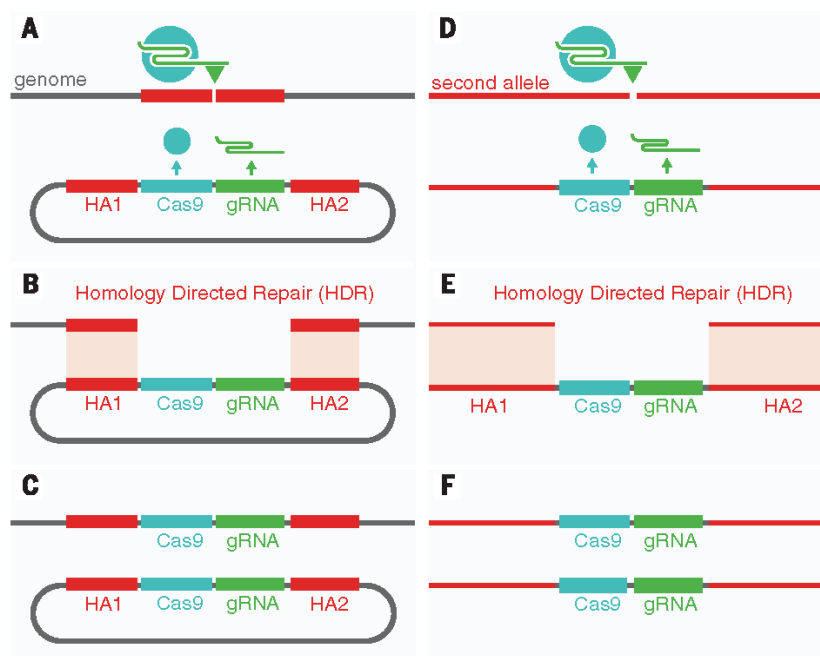 A
genome
HA1 Cas9 gRNA HA2
B
Homology Directed Repair (HDR)
HA1 Cas9 gRNA HA2
C
Cas9 gRNA
HA1 Cas9 gRNA HA2
D
second allele
Cas9 gRNA
E
Homology Directed Repair (HDR)
HA1 Cas9 gRNA HA2
F
Cas9 gRNA
Cas9 gRNA